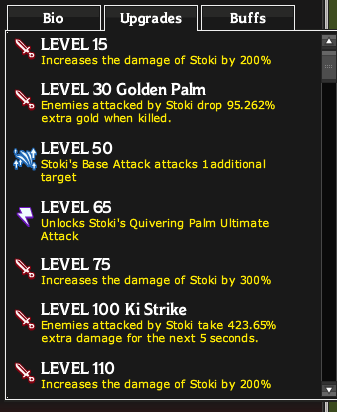 Bio Upgrades Buffs
LEVEL 15
Increases the damage of Stoki by 200%
LEVEL 30 Golden Palm
Enemies attacked by Stoki drop 95.262%
extra gold when killed.
LEVEL 50
Stoki's Base Attack attacks 1additional
target
LEVEL 65
Unlocks Stoki's Quivering Palm Ultimate
Attack
LEVEL 75
Increases the damage of Stoki by 300%
LEVEL 100 Ki Strike
Enemies attacked by Stoki take 423.65%
extra damage for the next 5 seconds.
LEVEL 110
Increases the damage of Stoki by 200%